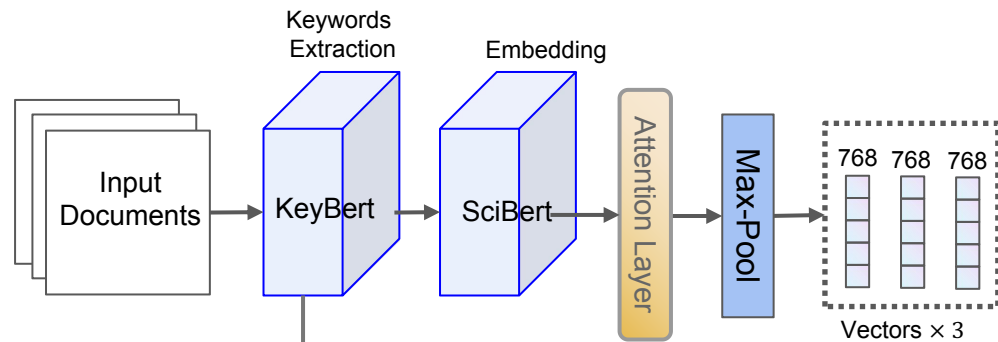 Keywords
Extraction
Embedding
Input
Documents
KeyBert
SciBert
Attention Layer
Max-Pool
768 768 768
Vectors × 3